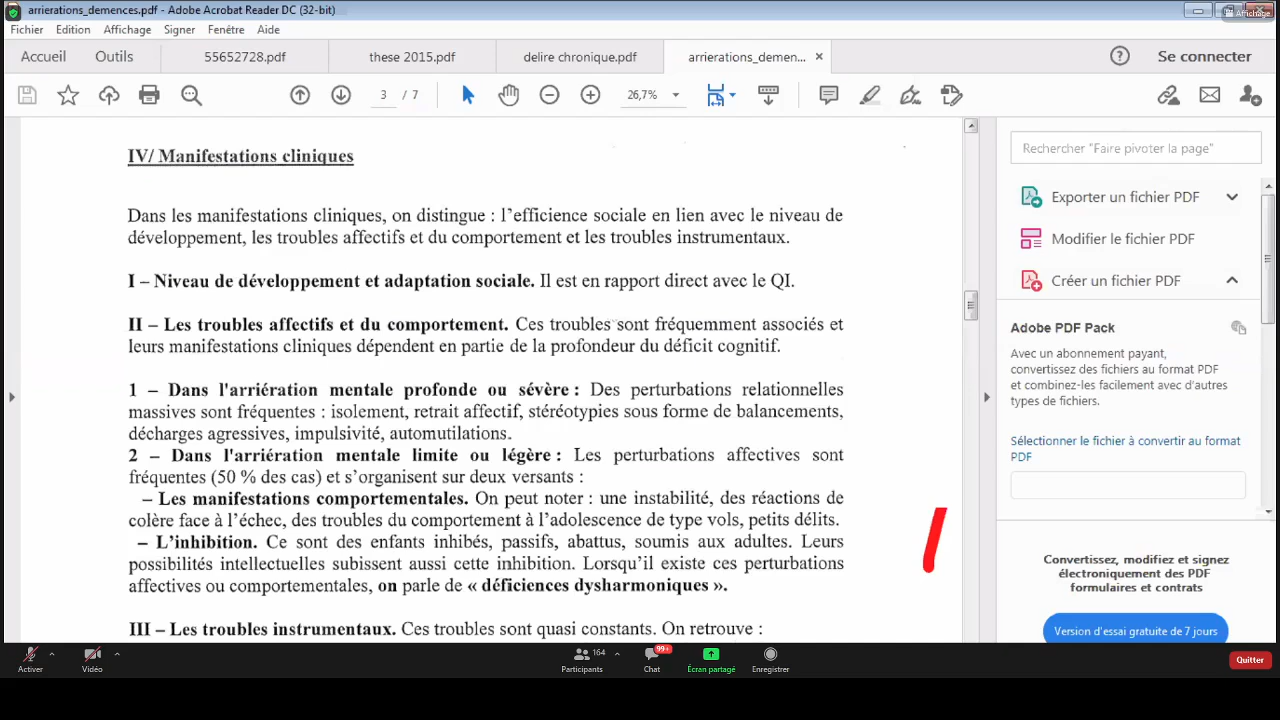 arrierations_demences.pdf - Adobe Acrobat Reader DC (32-bit)
Affichage
Fichier Edition Affichage Signer Fenêtre Aide
Accueil Outils 55652728.pdf these 2015.pdf delire chronique.pdf arrierations_demen... × Se connecter
3 / 7 26,7%
IV/ Manifestations cliniques
Dans les manifestations cliniques, on distingue : l’efficience sociale en lien avec le niveau de
développement, les troubles affectifs et du comportement et les troubles instrumentaux.
I – Niveau de développement et adaptation sociale. Il est en rapport direct avec le QI.
II – Les troubles affectifs et du comportement. Ces troubles sont fréquemment associés et
leurs manifestations cliniques dépendent en partie de la profondeur du déficit cognitif.
1 – Dans l'arriération mentale profonde ou sévère : Des perturbations relationnelles
massives sont fréquentes : isolement, retrait affectif, stéréotypies sous forme de balancements,
décharges agressives, impulsivité, automutilations.
2 – Dans l'arriération mentale limite ou légère : Les perturbations affectives sont
fréquentes (50 % des cas) et s’organisent sur deux versants :
– Les manifestations comportementales. On peut noter : une instabilité, des réactions de
colère face à l’échec, des troubles du comportement à l’adolescence de type vols, petits délits.
– L’inhibition. Ce sont des enfants inhibés, passifs, abattus, soumis aux adultes. Leurs
possibilités intellectuelles subissent aussi cette inhibition. Lorsqu’il existe ces perturbations
affectives ou comportementales, on parle de « déficiences dysharmoniques ».
III – Les troubles instrumentaux. Ces troubles sont quasi constants. On retrouve :
Rechercher "Faire pivoter la page"
Exporter un fichier PDF
Modifier le fichier PDF
Créer un fichier PDF
Adobe PDF Pack
Avec un abonnement payant,
convertissez des fichiers au format PDF
et combinez-les facilement avec d'autres
types de fichiers.
Sélectionner le fichier à convertir au format
PDF
Convertissez, modifiez et signez
électroniquement des PDF
formulaires et contrats
Version d'essai gratuite de 7 jours
Activer Vidéo Participants 164 Chat 99+ Écran partagé Enregistrer Quitter